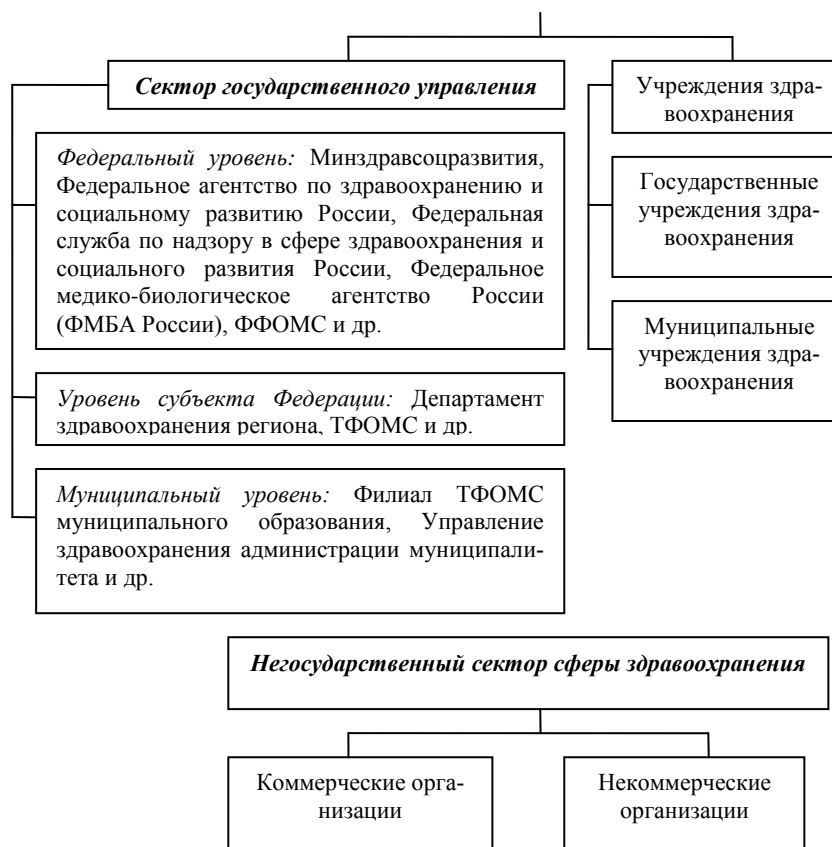 Сектор государственного управления
Федеральный уровень: Минздравсоцразвития,
Федеральное агентство по здравоохранению и
социальному развитию России, Федеральная
служба по надзору в сфере здравоохранения и
социального развития России, Федеральное
медико-биологическое агентство России
(ФМБА России), ФФОМС и др.
Уровень субъекта Федерации: Департамент
здравоохранения региона, ТФОМС и др.
Муниципальный уровень: Филиал ТФОМС
муниципального образования, Управление
здравоохранения администрации муниципали-
тета и др.
Учреждения здра-
воохранения
Государственные
учреждения здра-
воохранения
Муниципальные
учреждения здра-
воохранения
Негосударственный сектор сферы здравоохранения
Коммерческие орга-
низации
Некоммерческие
организации